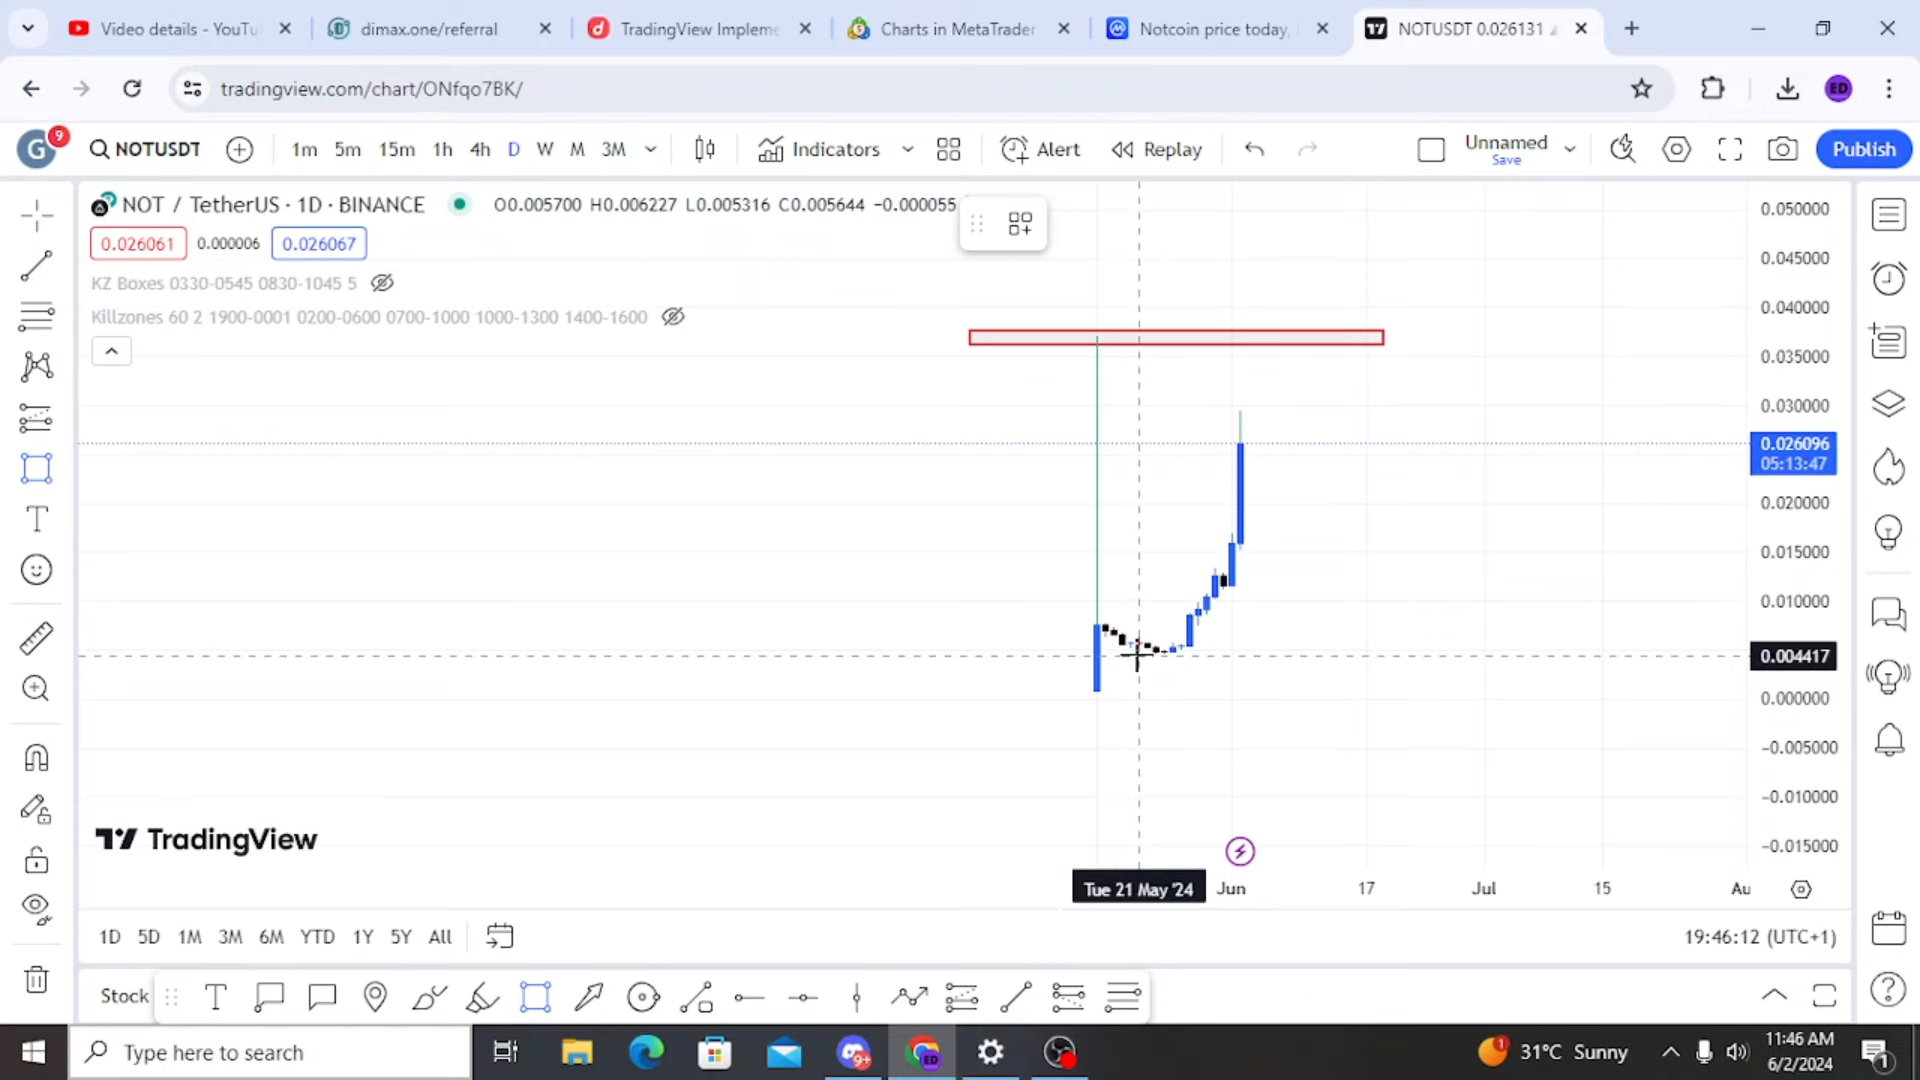 Video details - YouTu
dimax.one/referral
TradingView Impleme
Charts in MetaTrader
Notcoin price today,
NOTUSDT 0.026131
tradingview.com/chart/ONfqo7BK/
ED
G
9
NOTUSDT
1m 5m 15m 1h 4h D W M 3M
Indicators
Alert
Replay
Unnamed
Save
Publish
NOT / TetherUS · 1D · BINANCE
O0.005700 H0.006227 L0.005316 C0.005644 −0.000055
0.026061
0.000006
0.026067
KZ Boxes 0330-0545 0830-1045 5
Killzones 60 2 1900-0001 0200-0600 0700-1000 1000-1300 1400-1600
0.050000
0.045000
0.040000
0.035000
0.030000
0.026096
05:13:47
0.020000
0.015000
0.010000
0.004417
0.000000
−0.005000
−0.010000
−0.015000
TradingView
Tue 21 May '24
Jun
17
Jul
15
Au
1D 5D 1M 3M 6M YTD 1Y 5Y All
19:46:12 (UTC+1)
Stock
Type here to search
9+
ED
1
31°C Sunny
11:46 AM
6/2/2024
1